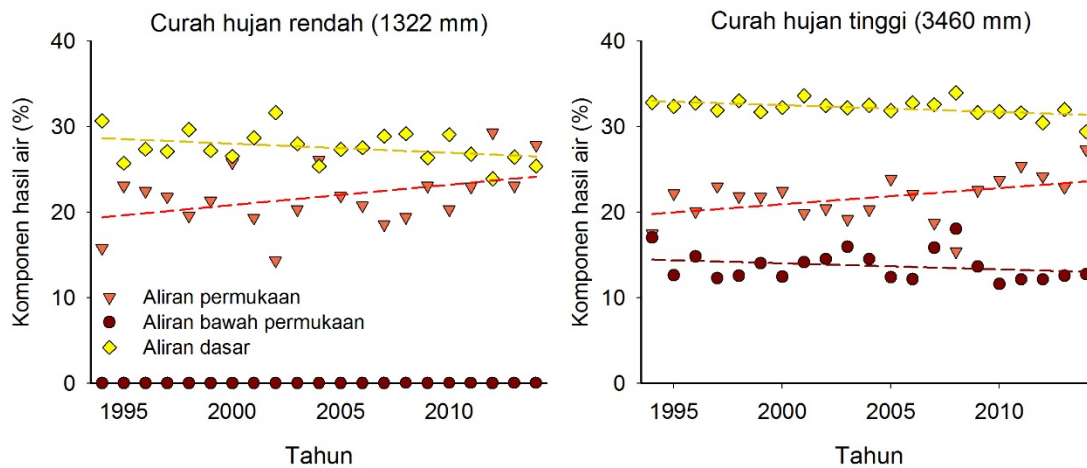 Curah hujan rendah (1322 mm)
Komponen hasil air (%)
40
30
20
10
0
Aliran permukaan
Aliran bawah permukaan
Aliran dasar
1995 2000 2005 2010
Tahun
Curah hujan tinggi (3460 mm)
Komponen hasil air (%)
40
30
20
10
0
1995 2000 2005 2010
Tahun